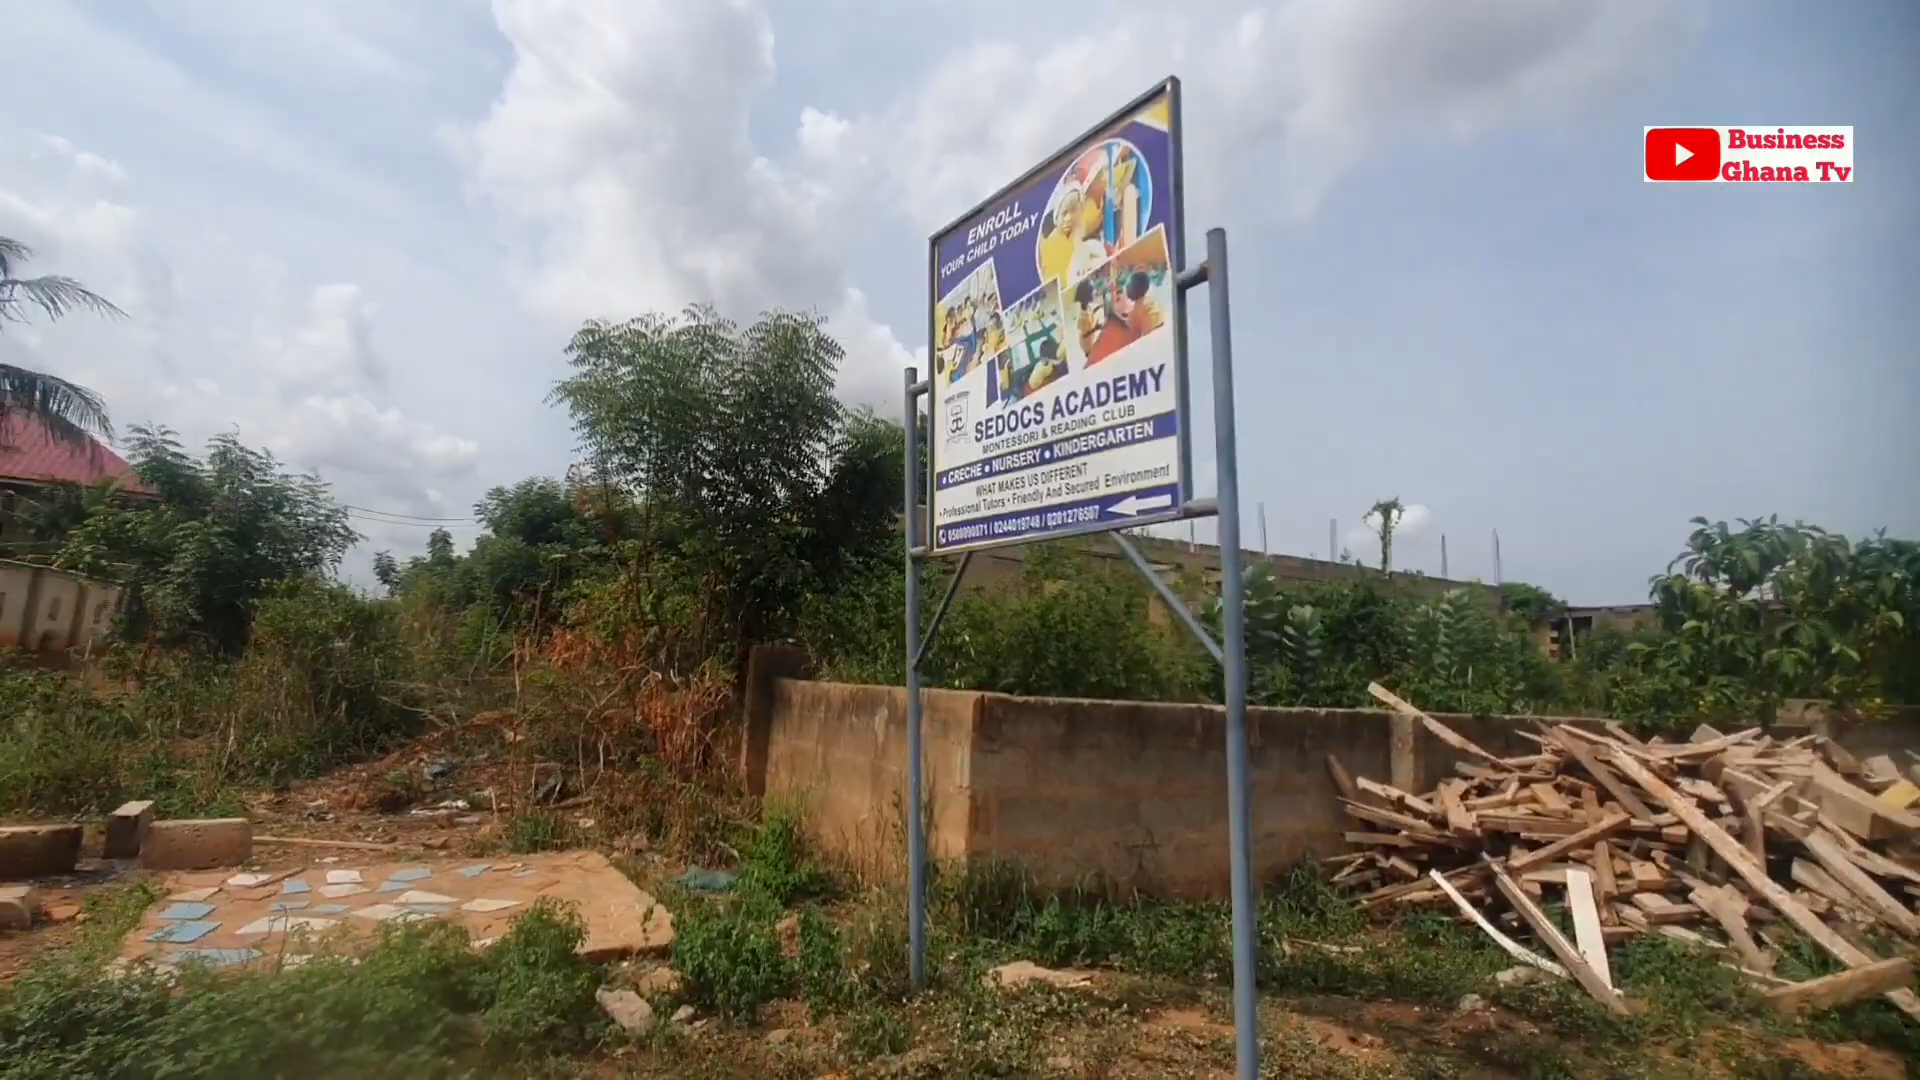 Business
Ghana Tv
ENROLL
YOUR CHILD TODAY
SEDOCS ACADEMY
MONTESSORI & READING CLUB
• CRECHE • NURSERY • KINDERGARTEN
WHAT MAKES US DIFFERENT
• Professional Tutors • Friendly And Secured Environment
0244019748 / 0201276507